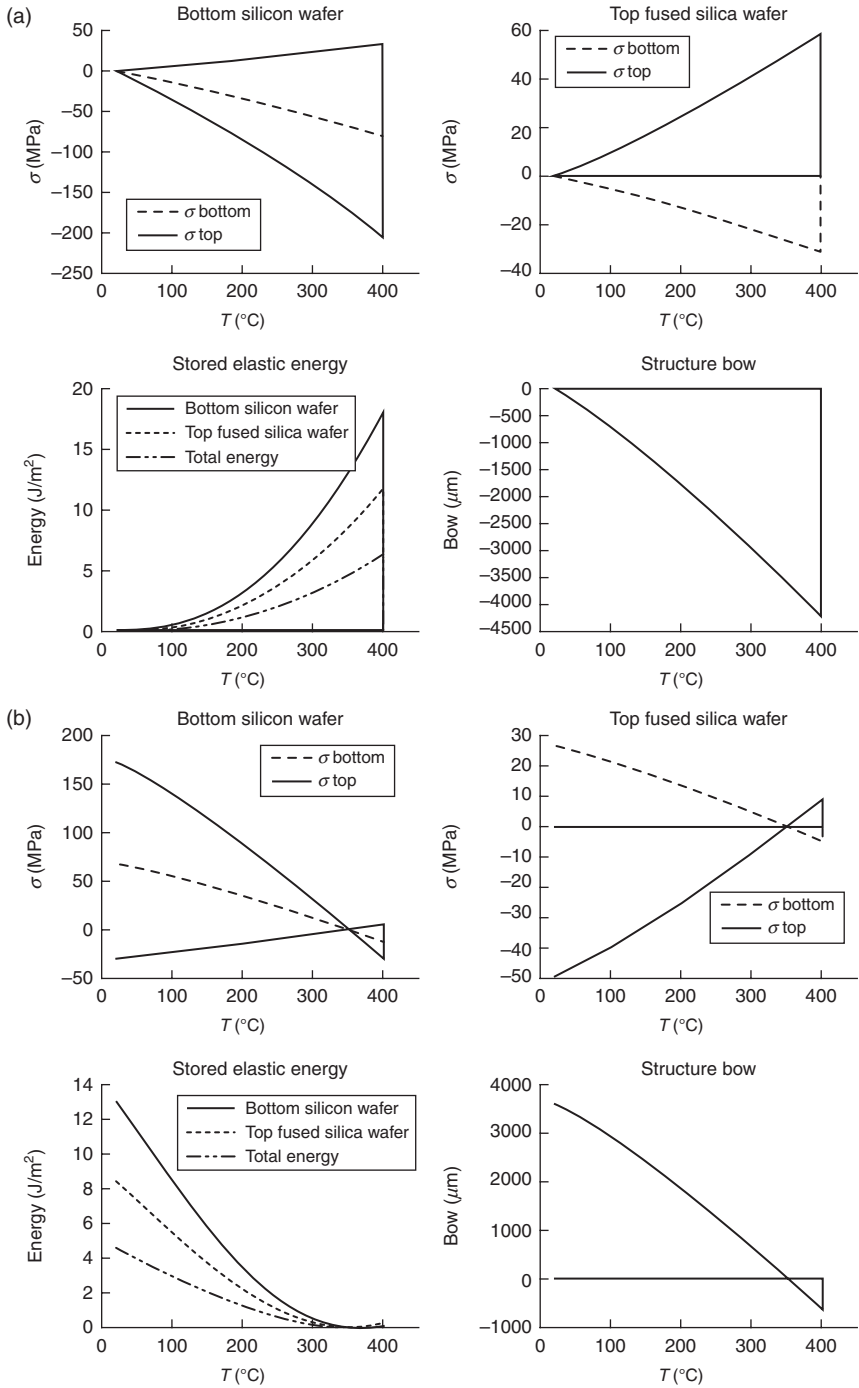 (a)
Bottom silicon wafer
50
0
−50
−100
−150
−200
−250
σ (MPa)
σ bottom
σ top
0 100 200 300 400
T (°C)
Top fused silica wafer
60
40
20
0
−20
−40
σ (MPa)
σ bottom
σ top
0 100 200 300 400
T (°C)
Stored elastic energy
20
15
10
5
0
Energy (J/m²)
Bottom silicon wafer
Top fused silica wafer
Total energy
0 100 200 300 400
T (°C)
Structure bow
0
−500
−1000
−1500
−2000
−2500
−3000
−3500
−4000
−4500
Bow (μm)
0 100 200 300 400
T (°C)
(b)
Bottom silicon wafer
200
150
100
50
0
−50
σ (MPa)
σ bottom
σ top
0 100 200 300 400
T (°C)
Top fused silica wafer
30
20
10
0
−10
−20
−30
−40
−50
σ (MPa)
σ bottom
σ top
0 100 200 300 400
T (°C)
Stored elastic energy
14
12
10
8
6
4
2
0
Energy (J/m²)
Bottom silicon wafer
Top fused silica wafer
Total energy
0 100 200 300 400
T (°C)
Structure bow
4000
3000
2000
1000
0
−1000
Bow (μm)
0 100 200 300 400
T (°C)